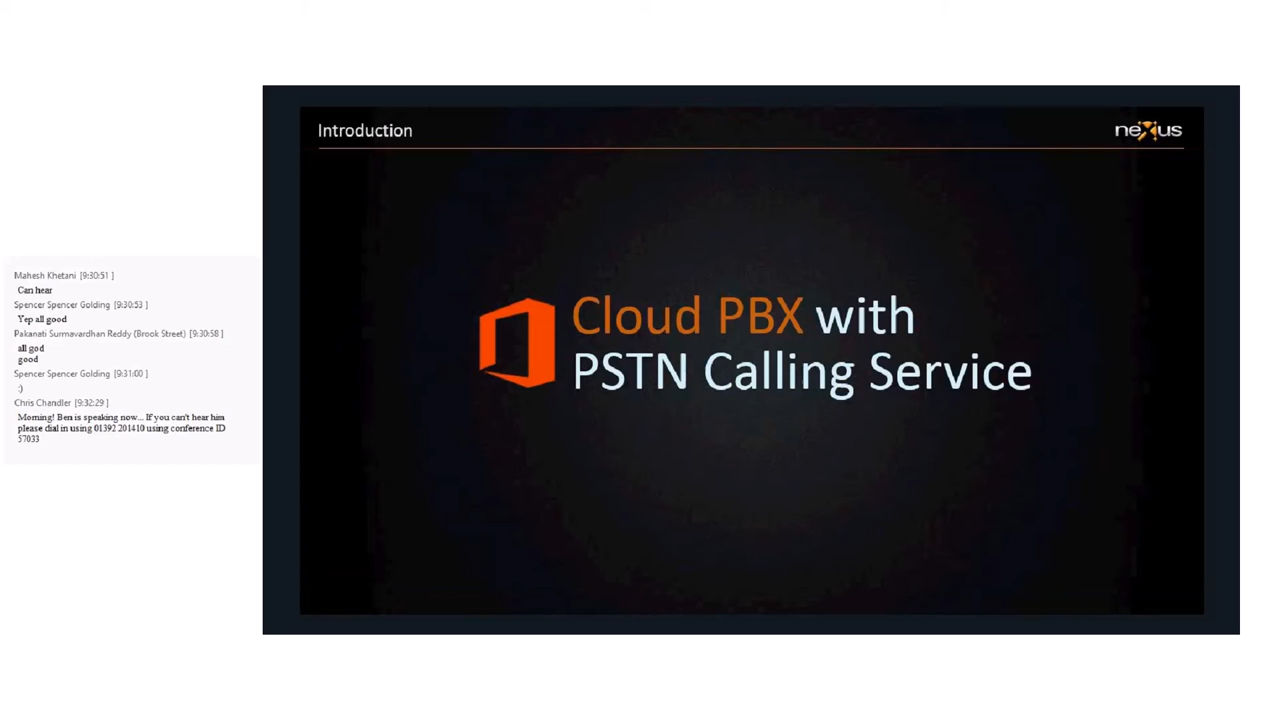 Mahesh Khetani [9:30:51 ]
Can hear
Spencer Spencer Golding [9:30:53 ]
Yep all good
Pakanati Surmavardhan Reddy (Brook Street) [9:30:58 ]
all god
good
Spencer Spencer Golding [9:31:00 ]
:)
Chris Chandler [9:32:29 ]
Morning! Ben is speaking now... If you can't hear him
please dial in using 01392 201410 using conference ID
57033
Introduction
nexus
Cloud PBX with
PSTN Calling Service